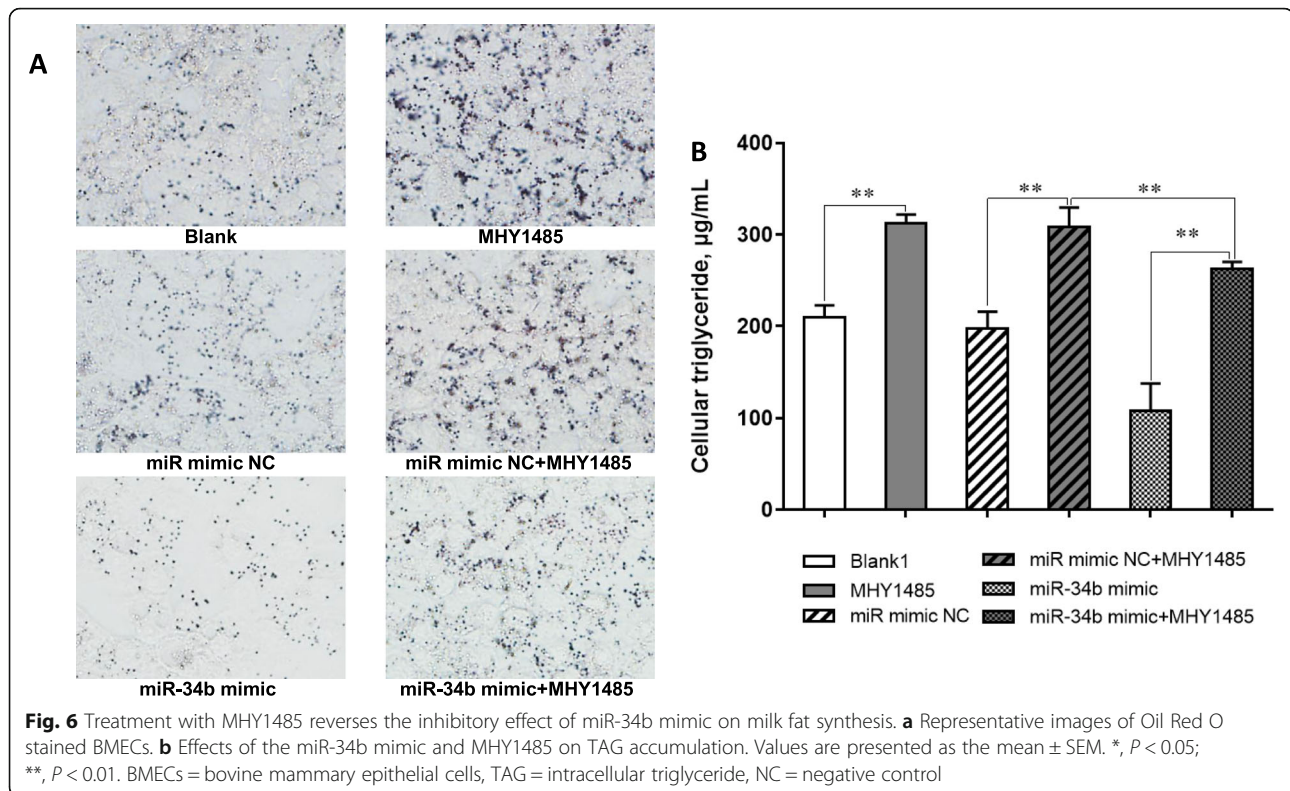 A
Blank
MHY1485
miR mimic NC
miR mimic NC+MHY1485
miR-34b mimic
miR-34b mimic+MHY1485
B
Cellular triglyceride, µg/mL
400
300
200
100
0
**
**
**
**
Blank1
MHY1485
miR mimic NC
miR mimic NC+MHY1485
miR-34b mimic
miR-34b mimic+MHY1485
Fig. 6 Treatment with MHY1485 reverses the inhibitory effect of miR-34b mimic on milk fat synthesis. a Representative images of Oil Red O
stained BMECs. b Effects of the miR-34b mimic and MHY1485 on TAG accumulation. Values are presented as the mean ± SEM. *, P < 0.05;
**, P < 0.01. BMECs = bovine mammary epithelial cells, TAG = intracellular triglyceride, NC = negative control